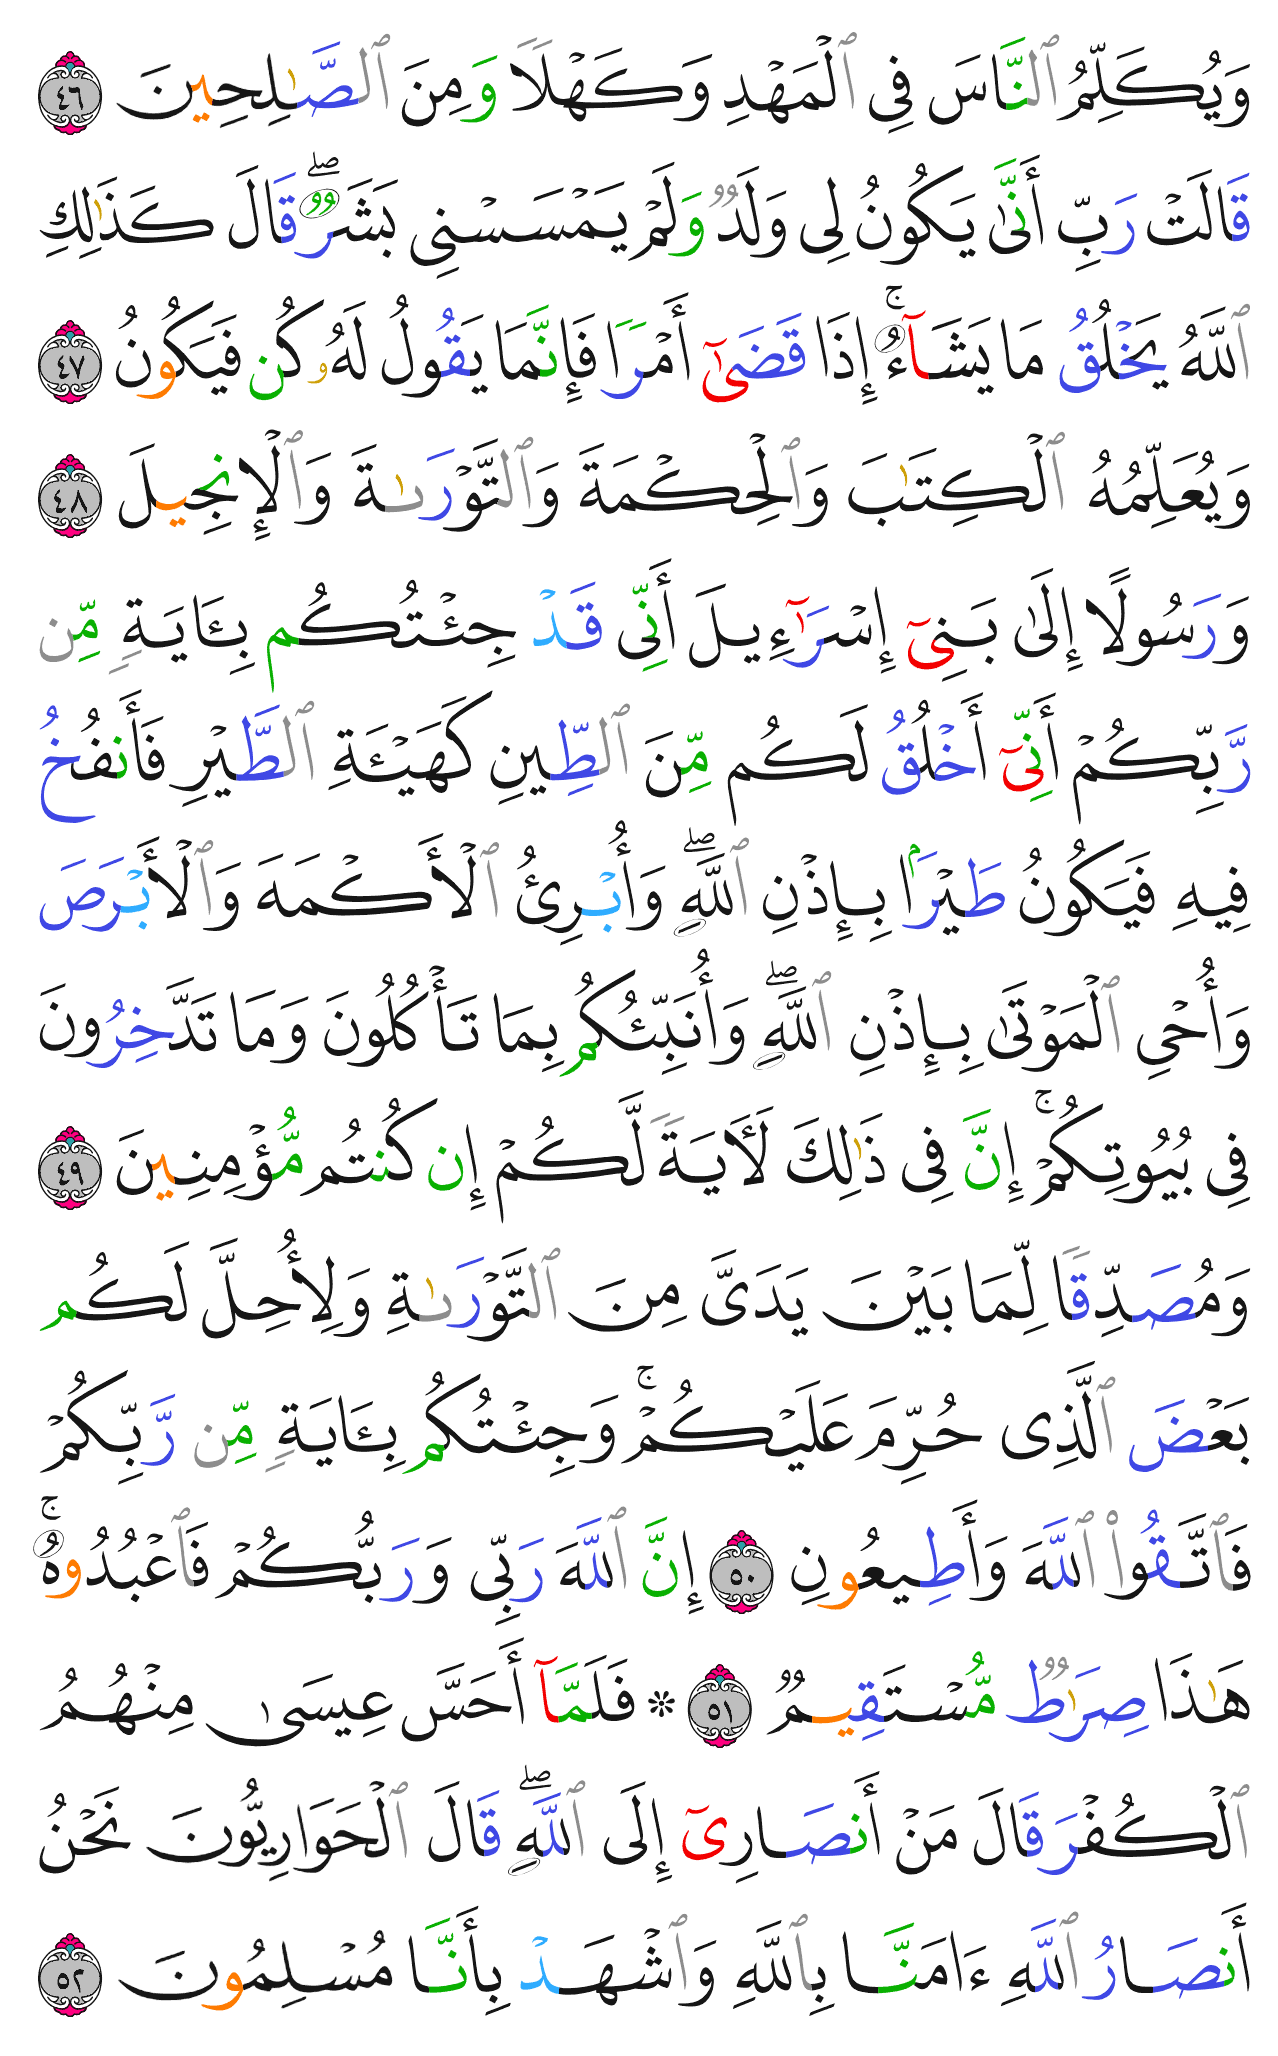 وَيُكَلِّمُ ٱلنَّاسَ فِى ٱلْمَهْدِ وَكَهْلًا وَمِنَ ٱلصَّٰلِحِينَ ٤٦
قَالَتْ رَبِّ أَنَّىٰ يَكُونُ لِى وَلَدٌ وَلَمْ يَمْسَسْنِى بَشَرٌ ۖ قَالَ كَذَٰلِكِ
ٱللَّهُ يَخْلُقُ مَا يَشَآءُ ۚ إِذَا قَضَىٰٓ أَمْرًا فَإِنَّمَا يَقُولُ لَهُۥ كُن فَيَكُونُ ٤٧
وَيُعَلِّمُهُ ٱلْكِتَٰبَ وَٱلْحِكْمَةَ وَٱلتَّوْرَىٰةَ وَٱلْإِنجِيلَ ٤٨
وَرَسُولًا إِلَىٰ بَنِىٓ إِسْرَٰٓءِيلَ أَنِّى قَدْ جِئْتُكُم بِـَٔايَةٍ مِّن
رَّبِّكُمْ أَنِّىٓ أَخْلُقُ لَكُم مِّنَ ٱلطِّينِ كَهَيْـَٔةِ ٱلطَّيْرِ فَأَنفُخُ
فِيهِ فَيَكُونُ طَيْرًۢا بِإِذْنِ ٱللَّهِ ۖ وَأُبْرِئُ ٱلْأَكْمَهَ وَٱلْأَبْرَصَ
وَأُحْىِ ٱلْمَوْتَىٰ بِإِذْنِ ٱللَّهِ ۖ وَأُنَبِّئُكُم بِمَا تَأْكُلُونَ وَمَا تَدَّخِرُونَ
فِى بُيُوتِكُمْ ۚ إِنَّ فِى ذَٰلِكَ لَـَٔايَةً لَّكُمْ إِن كُنتُم مُّؤْمِنِينَ ٤٩
وَمُصَدِّقًا لِّمَا بَيْنَ يَدَىَّ مِنَ ٱلتَّوْرَىٰةِ وَلِأُحِلَّ لَكُم
بَعْضَ ٱلَّذِى حُرِّمَ عَلَيْكُمْ ۚ وَجِئْتُكُم بِـَٔايَةٍ مِّن رَّبِّكُمْ
فَٱتَّقُوا۟ ٱللَّهَ وَأَطِيعُونِ ٥٠ إِنَّ ٱللَّهَ رَبِّى وَرَبُّكُمْ فَٱعْبُدُوهُ ۚ
هَٰذَا صِرَٰطٌ مُّسْتَقِيمٌ ٥١ ۞ فَلَمَّآ أَحَسَّ عِيسَىٰ مِنْهُمُ
ٱلْكُفْرَ قَالَ مَنْ أَنصَارِىٓ إِلَى ٱللَّهِ ۖ قَالَ ٱلْحَوَارِيُّونَ نَحْنُ
أَنصَارُ ٱللَّهِ ءَامَنَّا بِٱللَّهِ وَٱشْهَدْ بِأَنَّا مُسْلِمُونَ ٥٢